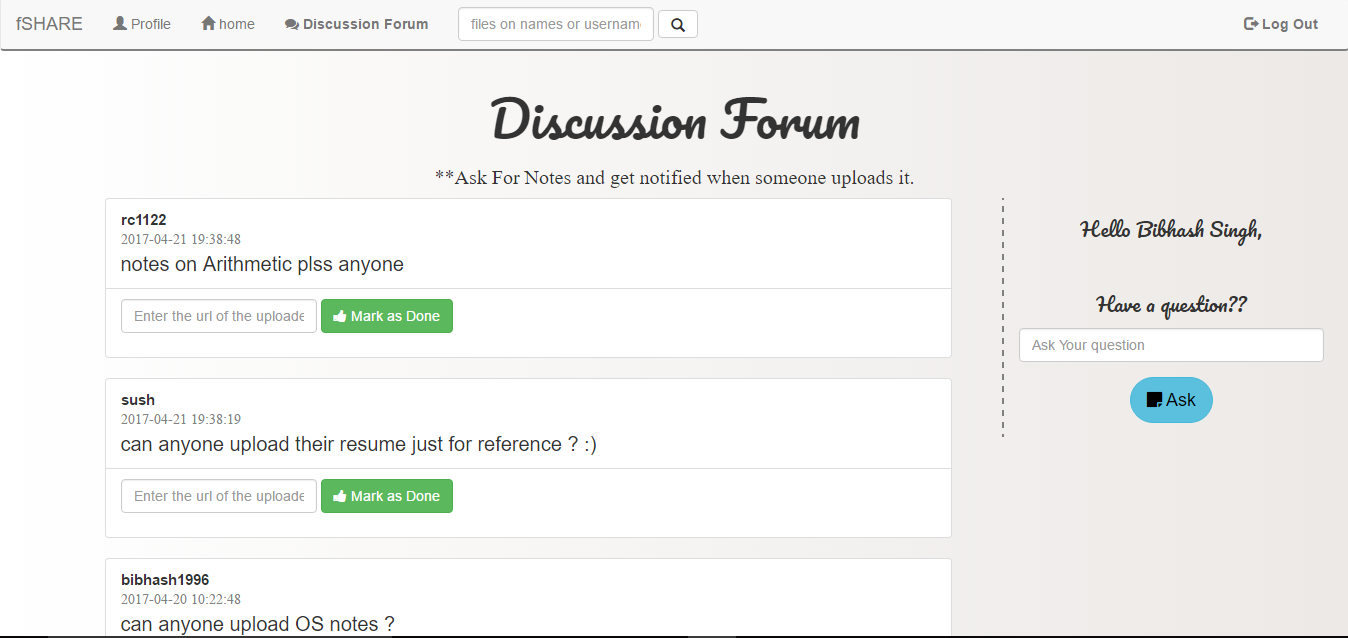 fSHARE Profile home Discussion Forum files on names or usernam Log Out
Discussion Forum
**Ask For Notes and get notified when someone uploads it.
rc1122
2017-04-21 19:38:48
notes on Arithmetic plss anyone
Enter the url of the uploade Mark as Done
sush
2017-04-21 19:38:19
can anyone upload their resume just for reference ? :)
Enter the url of the uploade Mark as Done
bibhash1996
2017-04-20 10:22:48
can anyone upload OS notes ?
Hello Bibhash Singh,
Have a question??
Ask Your question
Ask